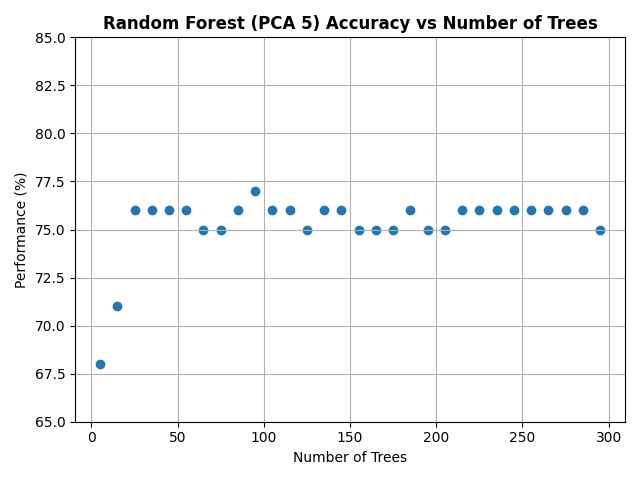 Random Forest (PCA 5) Accuracy vs Number of Trees
85.0
82.5
80.0
77.5
75.0
72.5
70.0
67.5
65.0
Performance (%)
0 50 100 150 200 250 300
Number of Trees